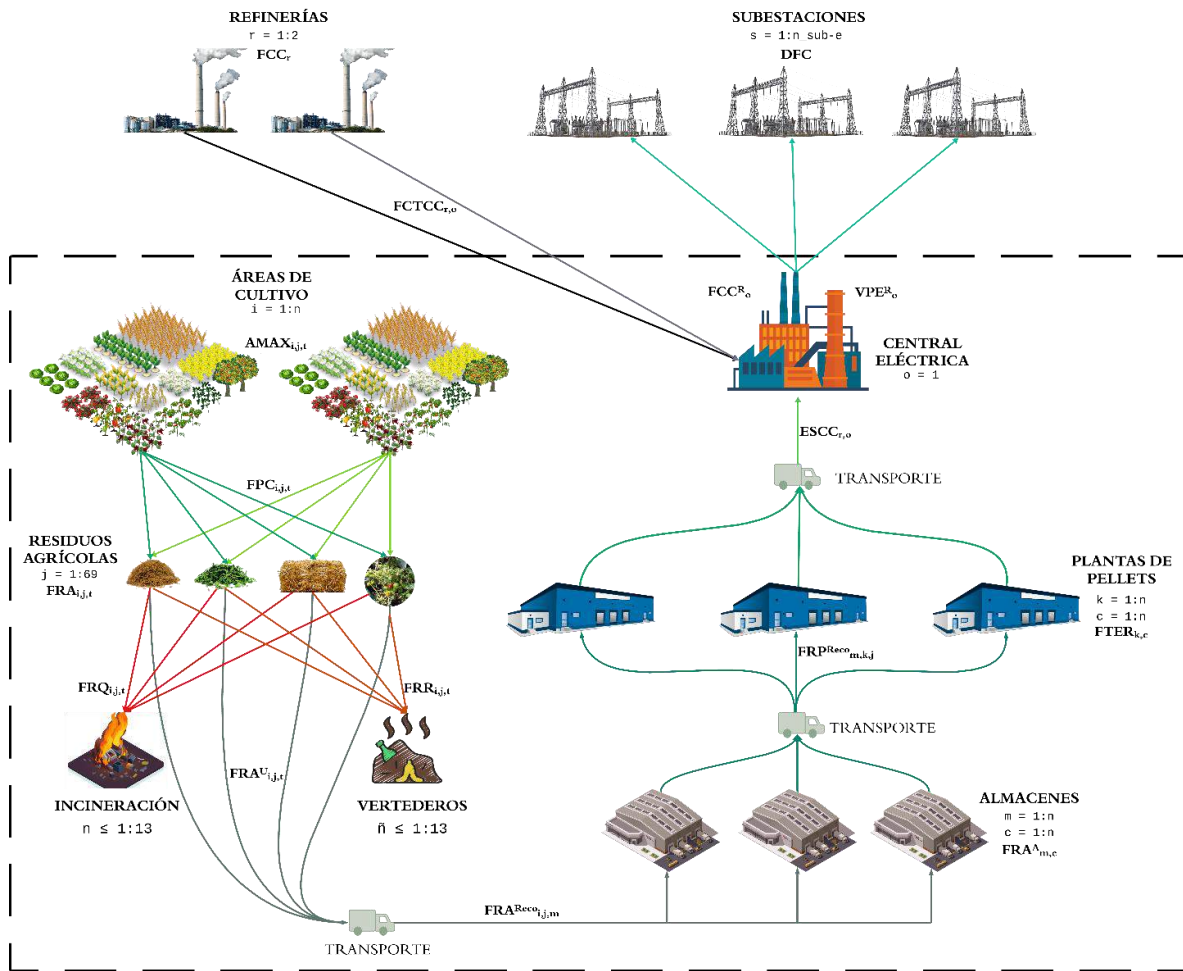 REFINERÍAS
r = 1:2
FCCᵣ
SUBESTACIONES
s = 1:n sub-e
DFC
FCTCCᵣ,ₒ
ÁREAS DE
CULTIVO
i = 1:n
AMAXᵢ,ⱼ,ₜ
FCCᴿₒ
VPEᴿₒ
CENTRAL
ELÉCTRICA
o = 1
ESCCᵣ,ₒ
TRANSPORTE
FPCᵢ,ⱼ,ₜ
RESIDUOS
AGRÍCOLAS
j = 1:69
FRAᵢ,ⱼ,ₜ
PLANTAS DE
PELLETS
k = 1:n
c = 1:n
FTERₖ,c
FRPᴿᵉᶜᵒₘ,ₖ,ⱼ
FRQᵢ,ⱼ,ₜ
FRRᵢ,ⱼ,ₜ
TRANSPORTE
FRAᵁᵢ,ⱼ,ₜ
INCINERACIÓN
n ≤ 1:13
VERTEDEROS
ñ ≤ 1:13
ALMACENES
m = 1:n
c = 1:n
FRAᴬₘ,c
FRAᴿᵉᶜᵒᵢ,ⱼ,ₘ
TRANSPORTE